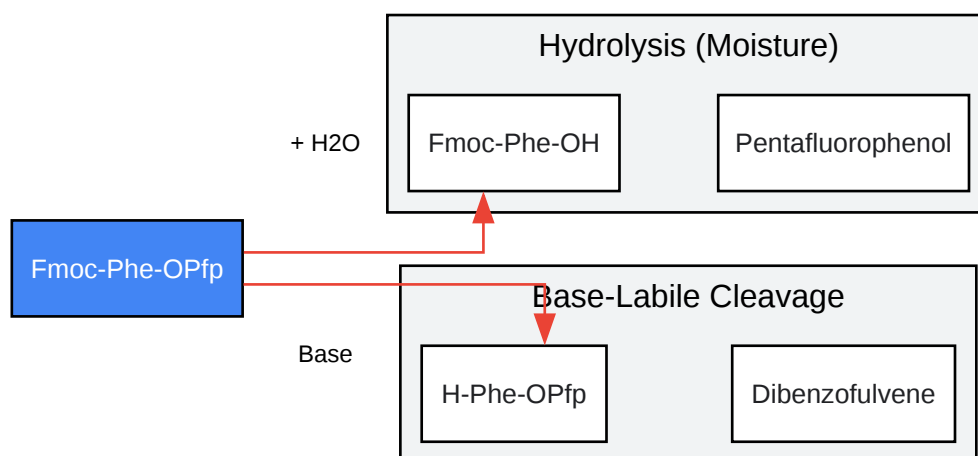 Hydrolysis (Moisture)
+ H2O
Fmoc-Phe-OH
Pentafluorophenol
Fmoc-Phe-OPfp
Base-Labile Cleavage
Base
H-Phe-OPfp
Dibenzofulvene